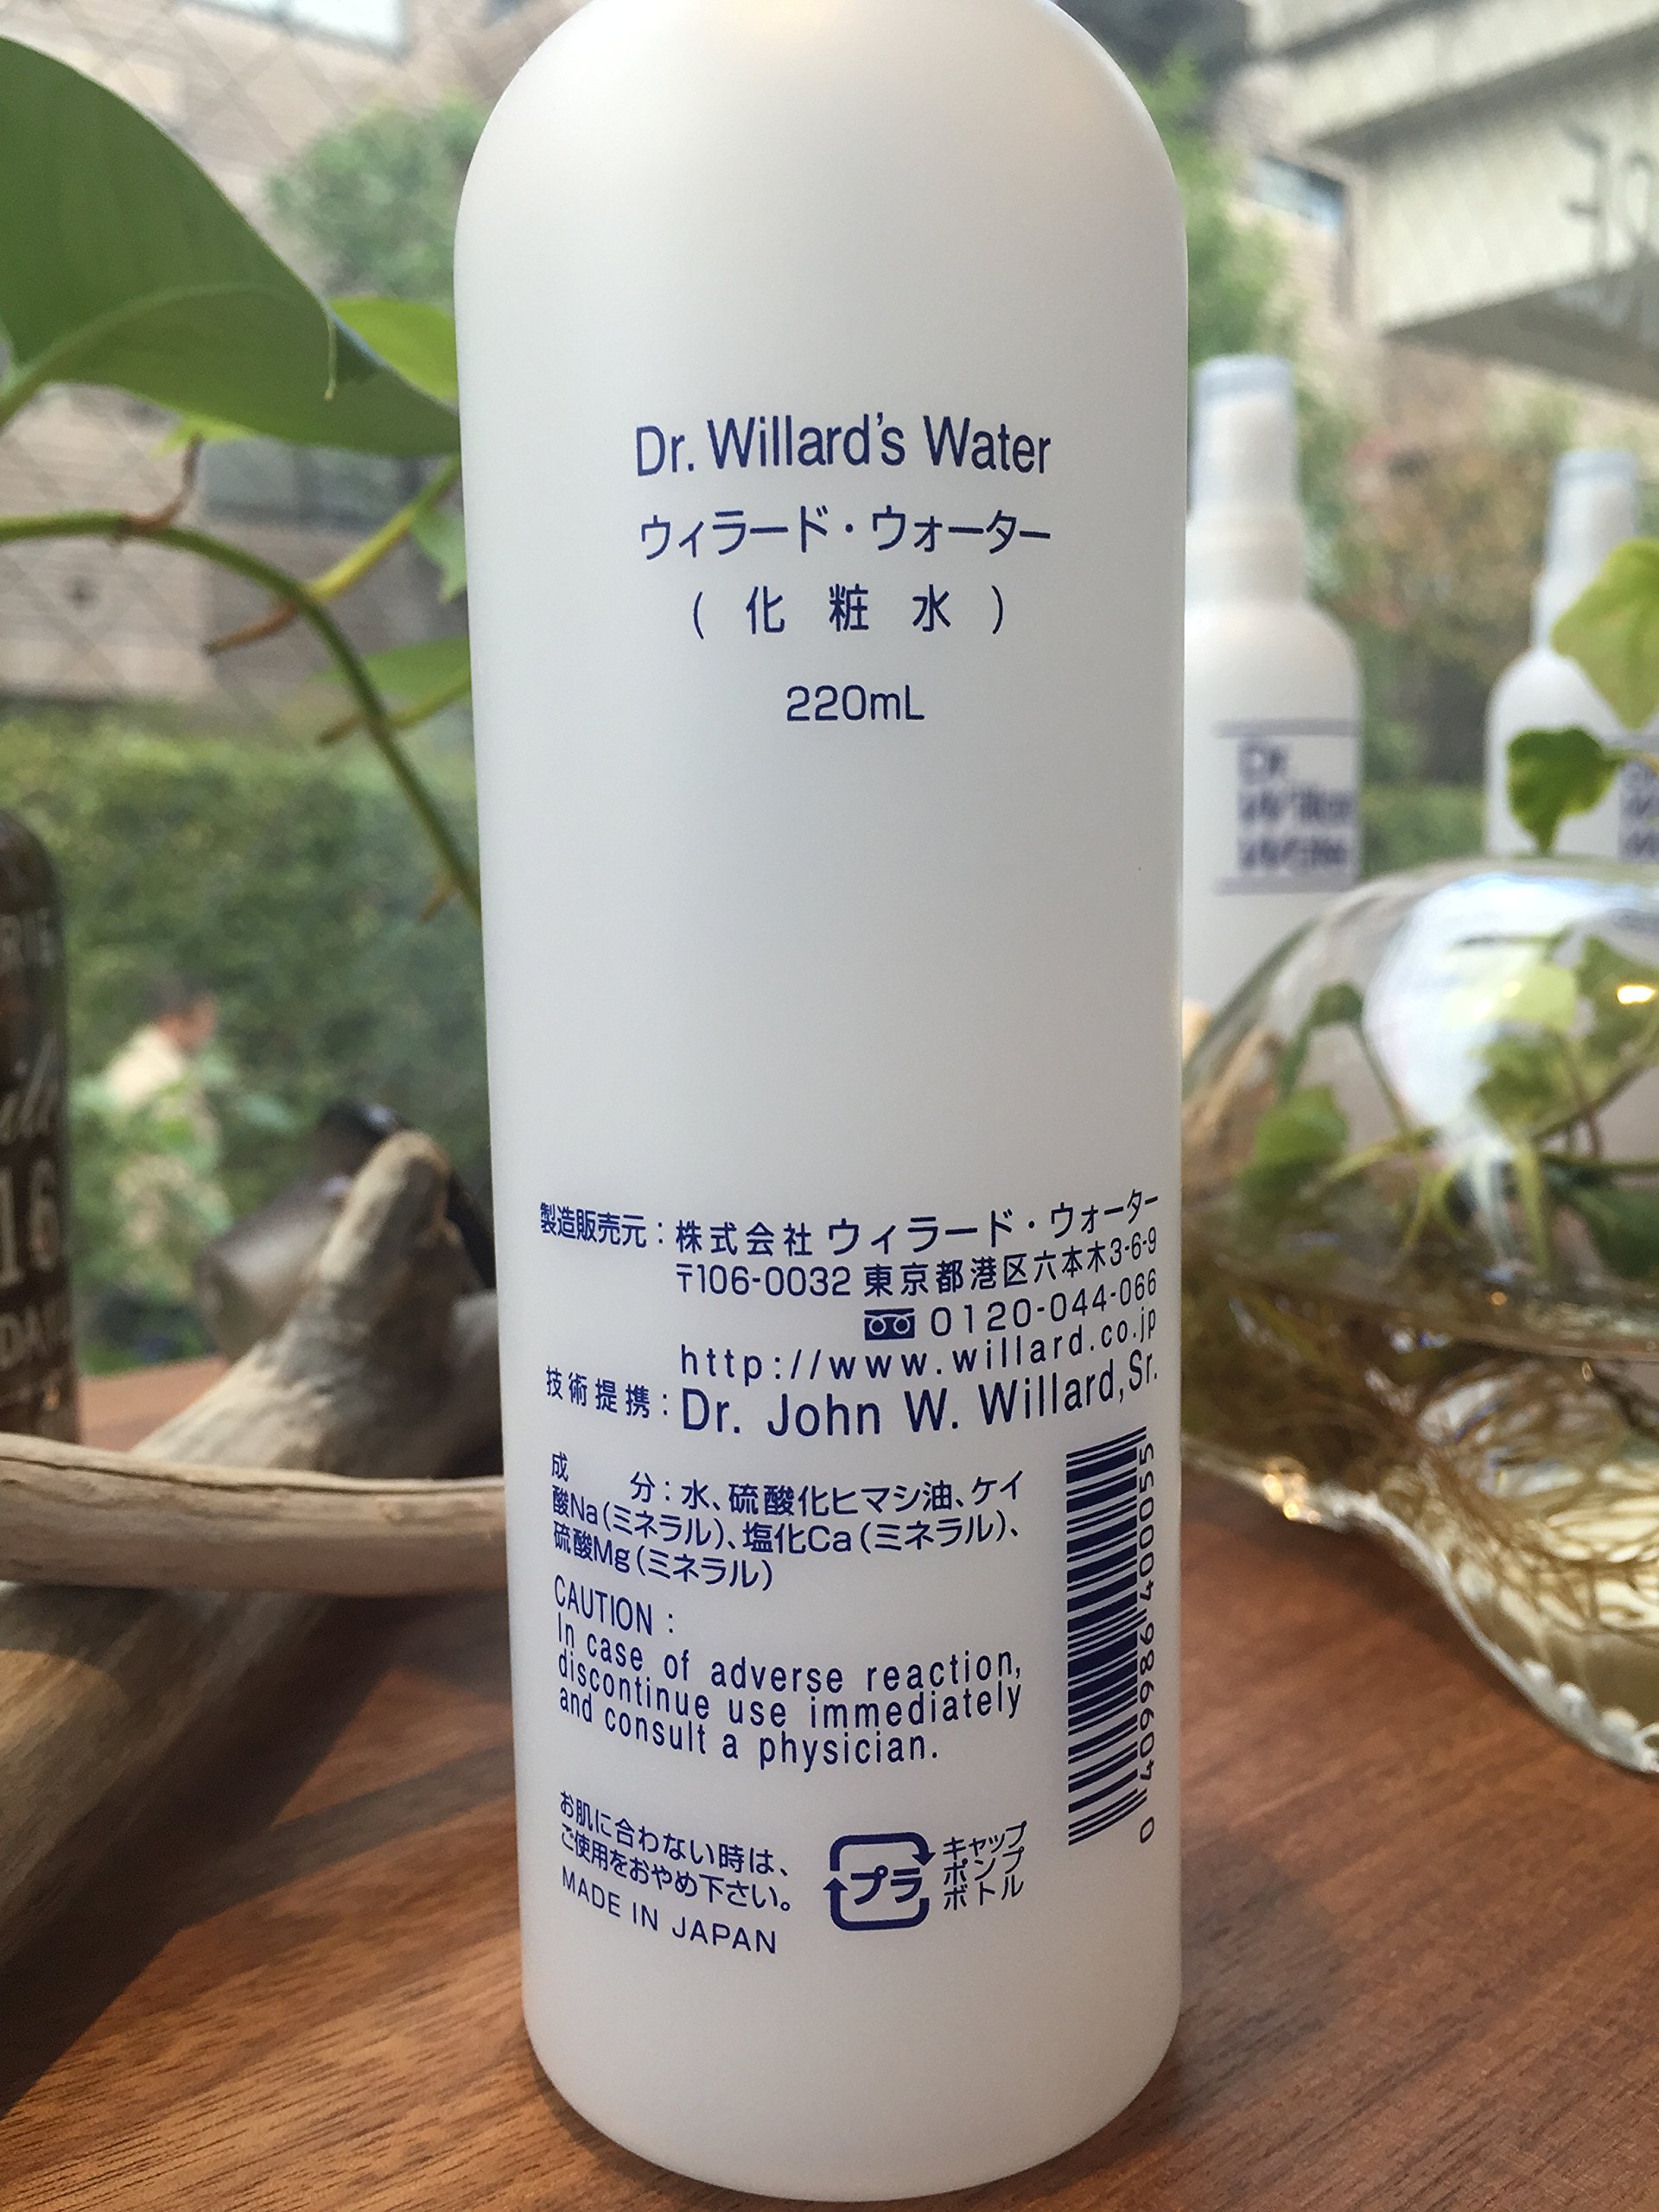 Dr. Willard's Water
ウィラード・ウォーター
(化粧水)
220mL
製造販売元：株式会社 ウィラード・ウォーター
〒106-0032 東京都港区六本木3-6-9
0120-044-066
http://www.willard.co.jp
技術提携：Dr. John W. Willard,Sr.
成分：水、硫酸化ヒマシ油、ケイ
酸Na(ミネラル)、塩化Ca(ミネラル)、
硫酸Mg(ミネラル)
CAUTION :
In case of adverse reaction,
discontinue use immediately
and consult a physician.
お肌に合わない時は、
ご使用をおやめ下さい。
MADE IN JAPAN
プラ
キャップ
ポンプ
ボトル
0 409866 400055
Dr.
16